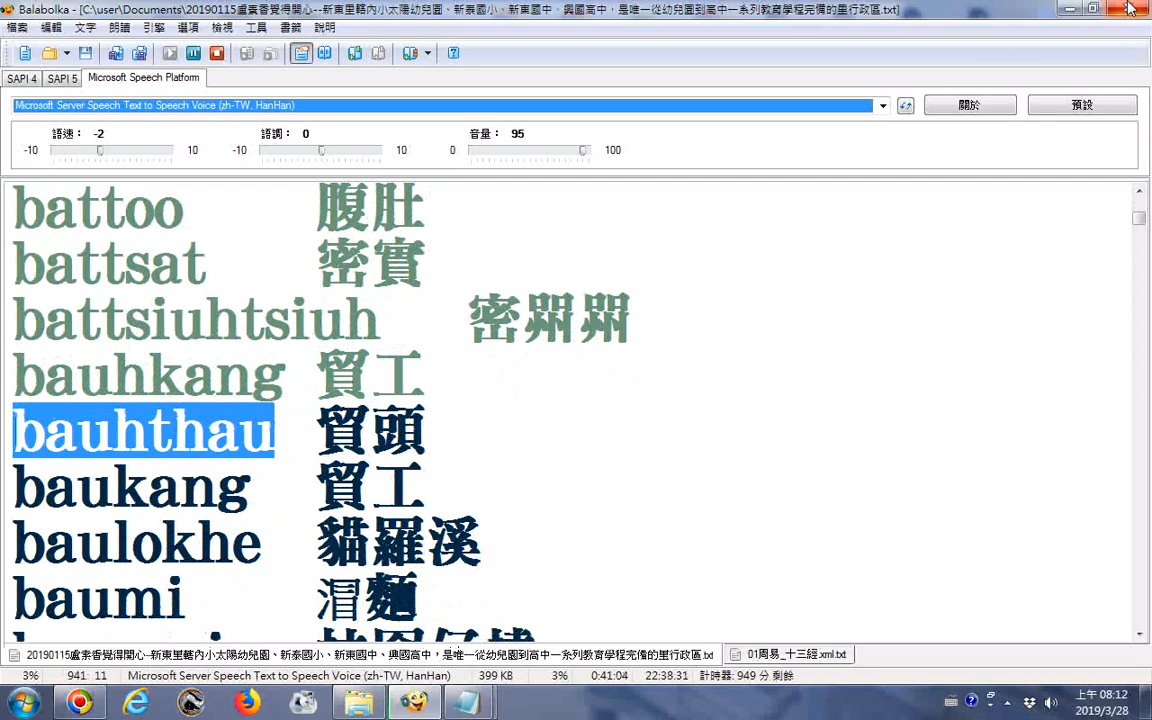 Balabolka - [C:\user\Documents\20190115盧素香覺得開心--新東里轄內小太陽幼兒園、新泰國小、新東國中、興國高中，是唯一從幼兒園到高中一系列教育學程完備的里行政區.txt]
檔案 編輯 文字 朗讀 引擎 選項 檢視 工具 書籤 說明
SAPI 4 SAPI 5 Microsoft Speech Platform
Microsoft Server Speech Text to Speech Voice (zh-TW, HanHan) 關於 預設
語速： -2 語調： 0 音量： 95
-10 10 -10 10 0 100
battoo 腹肚
battsat 密實
battsiuhtsiuh 密喌喌
bauhkang 貿工
bauhthau 貿頭
baukang 貿工
baulokhe 貓羅溪
baumi 渭麵
20190115盧素香覺得開心--新東里轄內小太陽幼兒園、新泰國小、新東國中、興國高中，是唯一從幼兒園到高中一系列教育學程完備的里行政區.txt 01周易_十三經.xml.txt
3% 941: 11 Microsoft Server Speech Text to Speech Voice (zh-TW, HanHan) 399 KB 3% 0:41:04 22:38.31 計時器: 949 分 剩餘
上午 08:12
2019/3/28